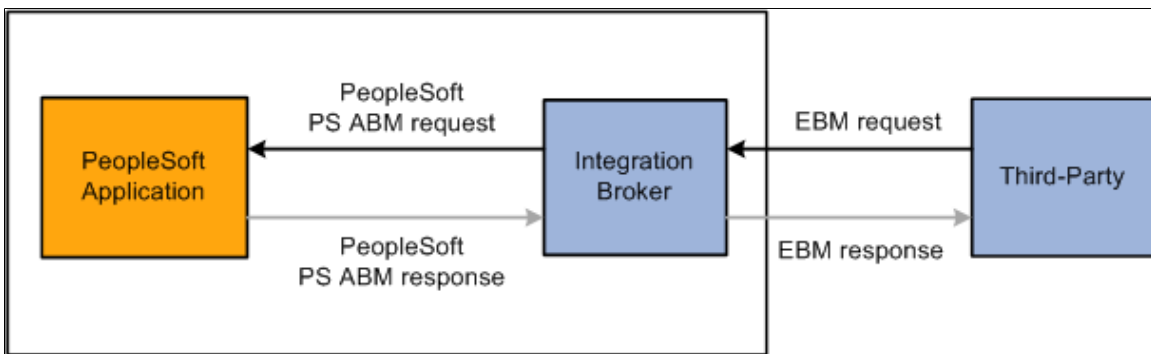 PeopleSoft
Application
PeopleSoft
PS ABM request
PeopleSoft
PS ABM response
Integration
Broker
EBM request
EBM response
Third-Party